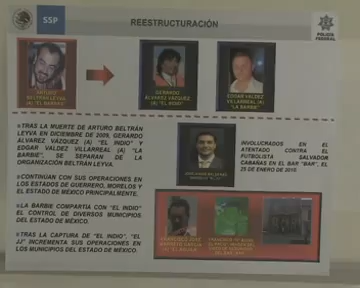 SSP
REESTRUCTURACIÓN
POLICÍA
FEDERAL
ARTURO
BELTRÁN LEYVA
(A) "EL BARBAS"
GERARDO
ÁLVAREZ VÁZQUEZ
(A) "EL INDIO"
EDGAR VALDEZ
VILLARREAL (A)
"LA BARBIE"
TRAS LA MUERTE DE ARTURO BELTRÁN
LEYVA EN DICIEMBRE DE 2009, GERARDO
ÁLVAREZ VÁZQUEZ (A) "EL INDIO" Y
EDGAR VALDEZ VILLARREAL (A) "LA
BARBIE", SE SEPARAN DE LA
ORGANIZACIÓN BELTRÁN LEYVA.
CONTINÚAN CON SUS OPERACIONES EN
LOS ESTADOS DE GUERRERO, MORELOS Y
EL ESTADO DE MÉXICO PRINCIPALMENTE.
LA BARBIE COMPARTÍA CON "EL INDIO"
EL CONTROL DE DIVERSOS MUNICIPIOS
DEL ESTADO DE MÉXICO.
TRAS LA CAPTURA DE "EL INDIO", "EL
JJ" INCREMENTA SUS OPERACIONES EN
LOS MUNICIPIOS DEL ESTADO DE MÉXICO.
INVOLUCRADOS EN EL
ATENTADO CONTRA EL
FUTBOLISTA SALVADOR
CABAÑAS EN EL BAR "BAR", EL
25 DE ENERO DE 2010.
FRANCISCO JOSÉ